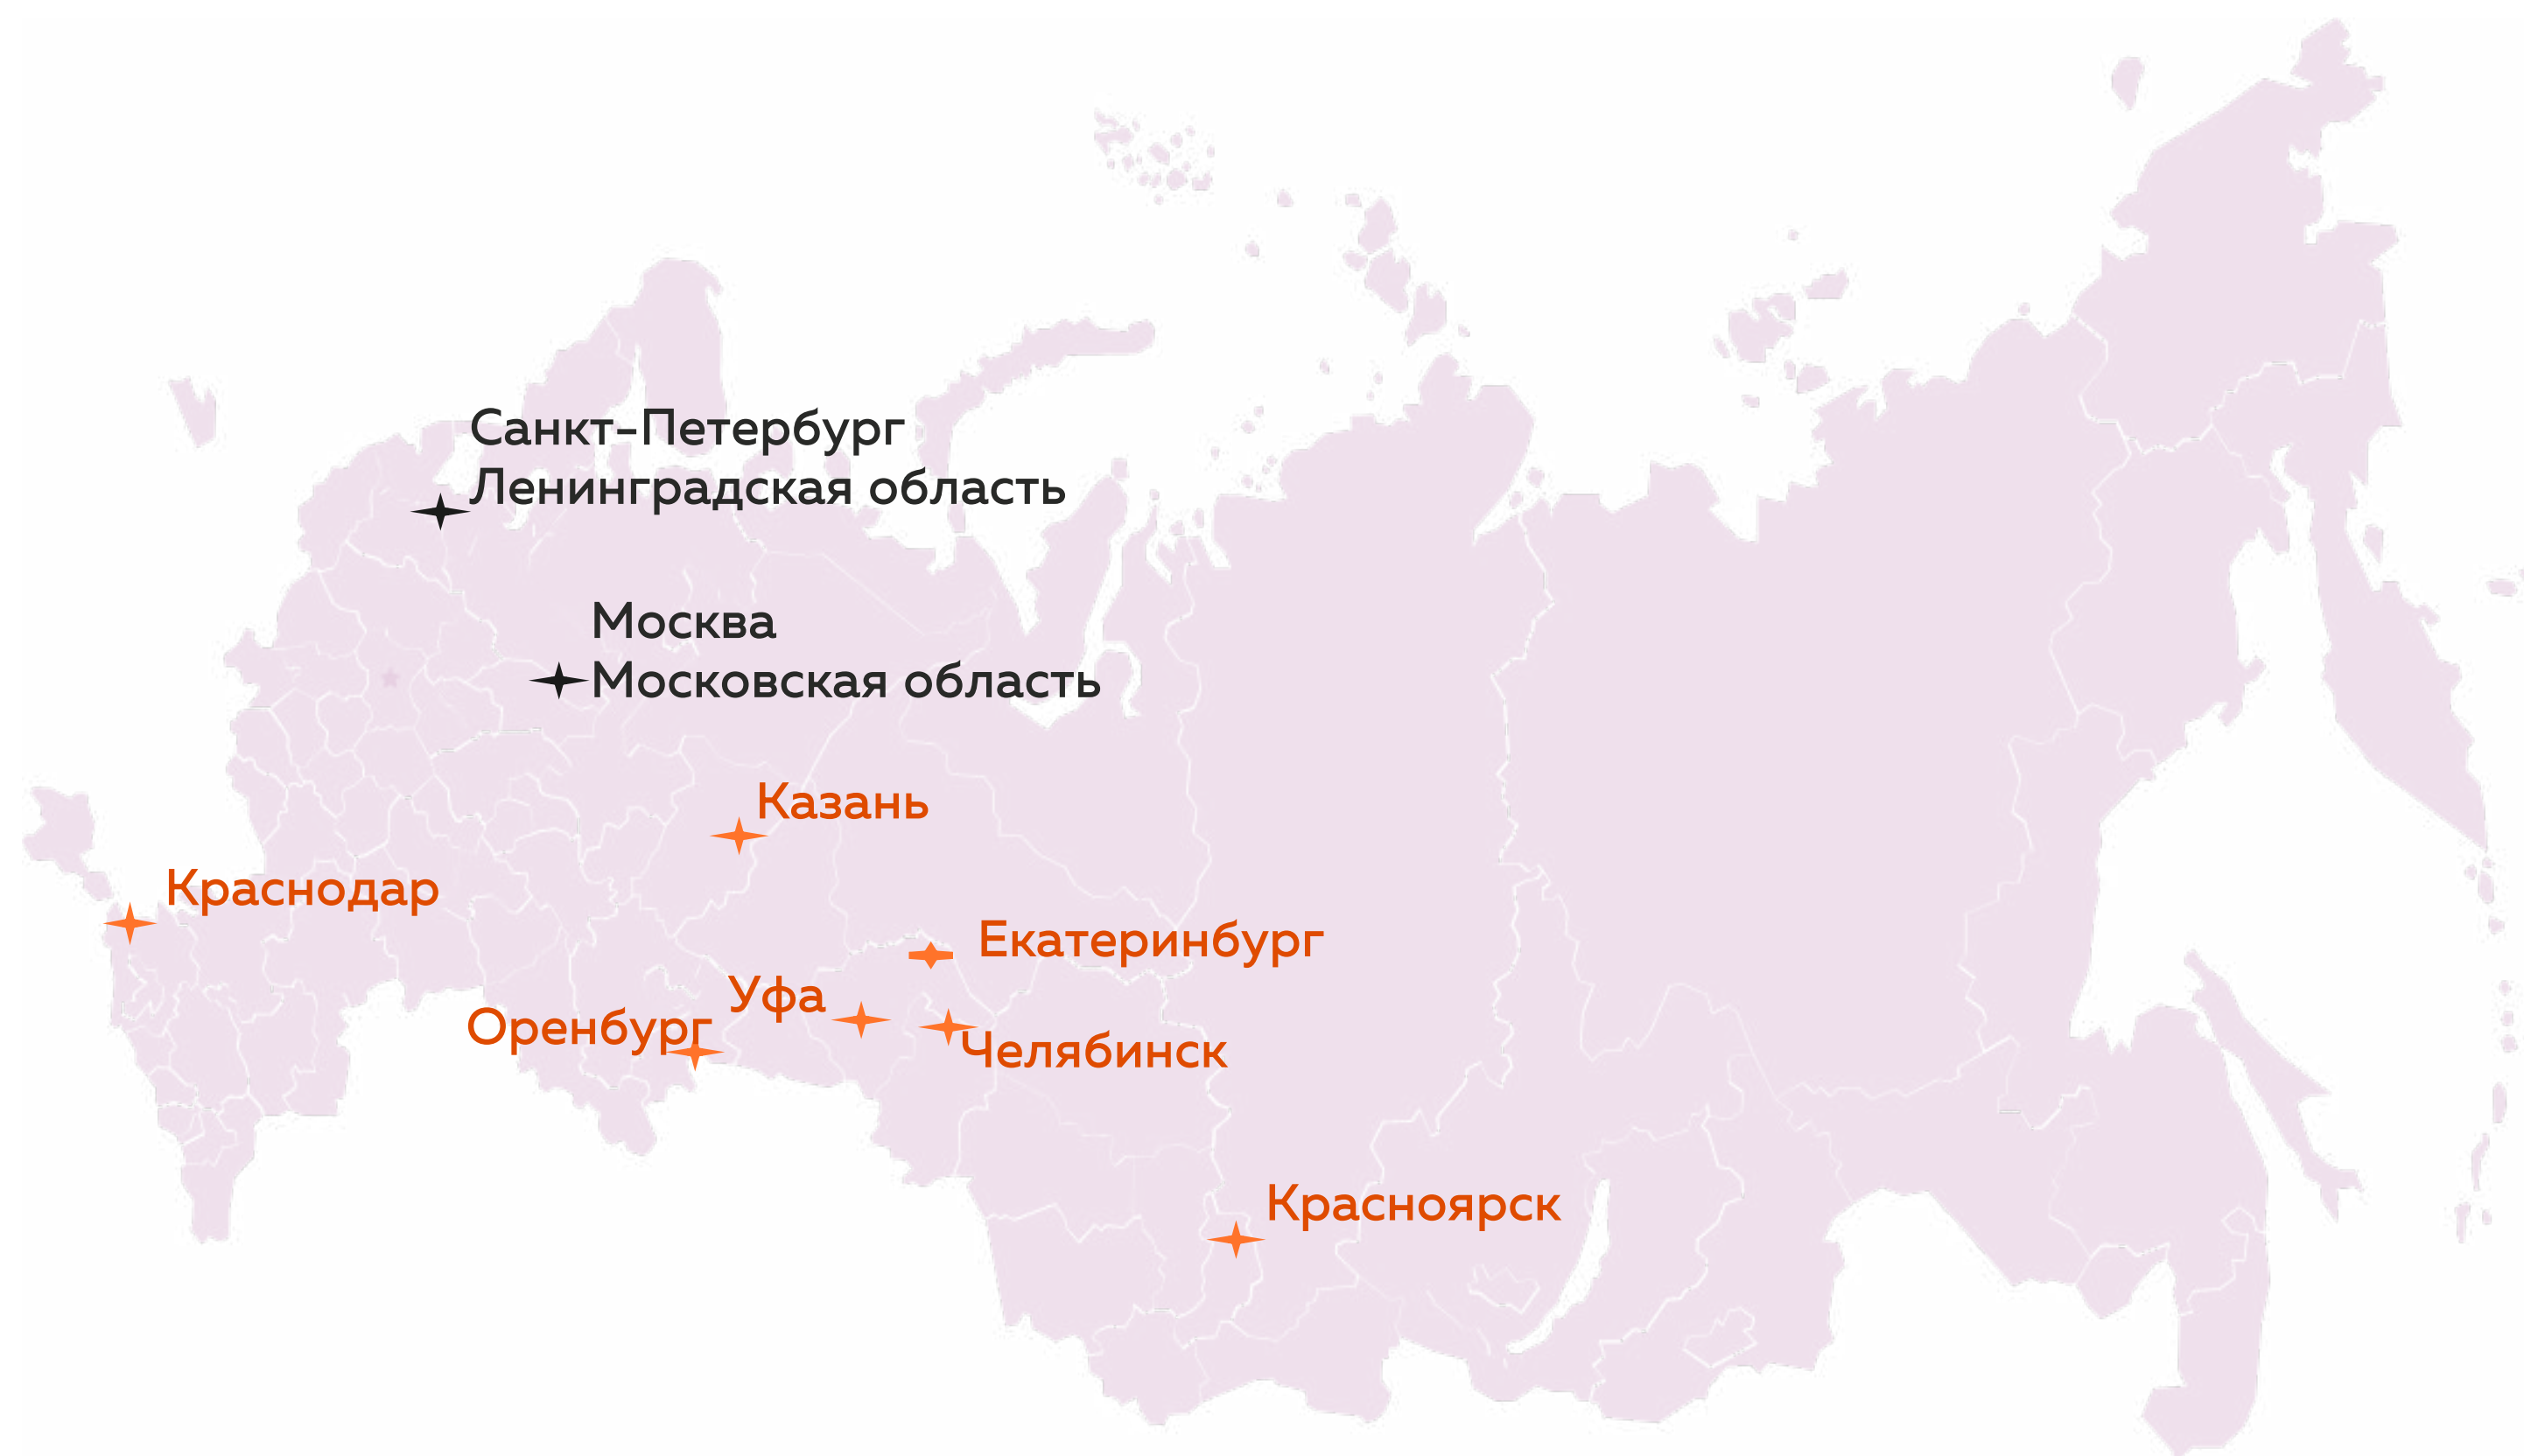 Санкт-Петербург
Ленинградская область
Москва
Московская область
Казань
Краснодар
Екатеринбург
Уфа
Оренбург
Челябинск
Красноярск